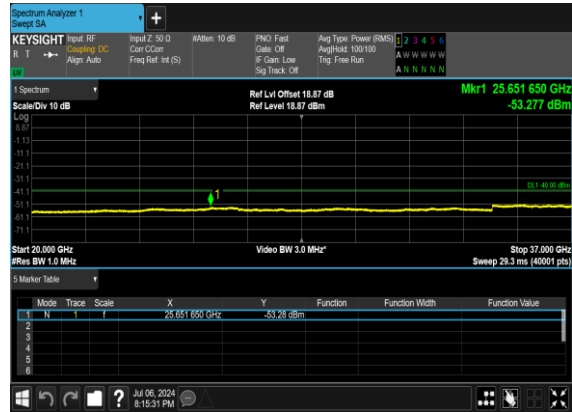 Spectrum Analyzer 1
Swept SA
+
KEYSIGHT
R T
LW
Input: RF
Coupling: DC
Align: Auto
Input Z: 50 Ω
Corr CCorr
Freq Ref: Int (S)
#Atten: 10 dB
PNO: Fast
Gate: Off
IF Gain: Low
Sig Track: Off
Avg Type: Power (RMS)
Avg|Hold: 100/100
Trig: Free Run
1 2 3 4 5 6
A W W W W W
A N N N N N
1 Spectrum
Scale/Div 10 dB
Log
Ref Lvl Offset 18.87 dB
Ref Level 18.87 dBm
Mkr1 25.651 650 GHz
-53.277 dBm
8.87
-1.13
-11.1
-21.1
-31.1
-41.1
-51.1
-61.1
-71.1
1
DL1 -40.00 dBm
Start 20.000 GHz
#Res BW 1.0 MHz
Video BW 3.0 MHz*
Stop 37.000 GHz
Sweep 29.3 ms (40001 pts)
5 Marker Table
Mode Trace Scale X Y Function Function Width Function Value
1 N 1 f 25.651 650 GHz -53.28 dBm
2
3
4
5
6
?
Jul 06, 2024
8:15:31 PM